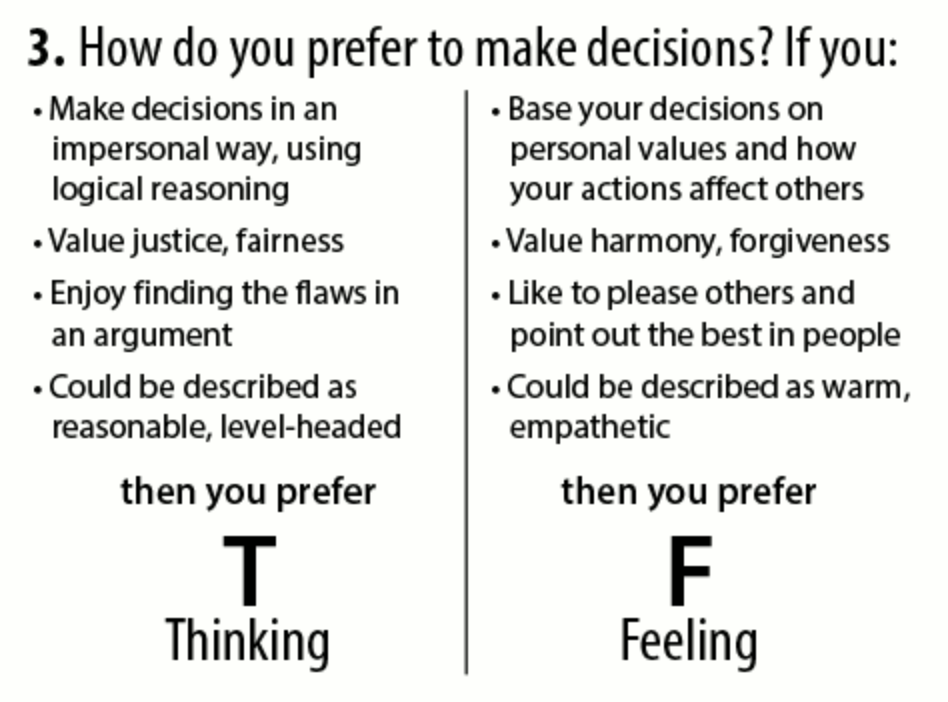 3. How do you prefer to make decisions? If you:
• Make decisions in an
impersonal way, using
logical reasoning
• Value justice, fairness
• Enjoy finding the flaws in
an argument
• Could be described as
reasonable, level-headed
then you prefer
T
Thinking
• Base your decisions on
personal values and how
your actions affect others
• Value harmony, forgiveness
• Like to please others and
point out the best in people
• Could be described as warm,
empathetic
then you prefer
F
Feeling